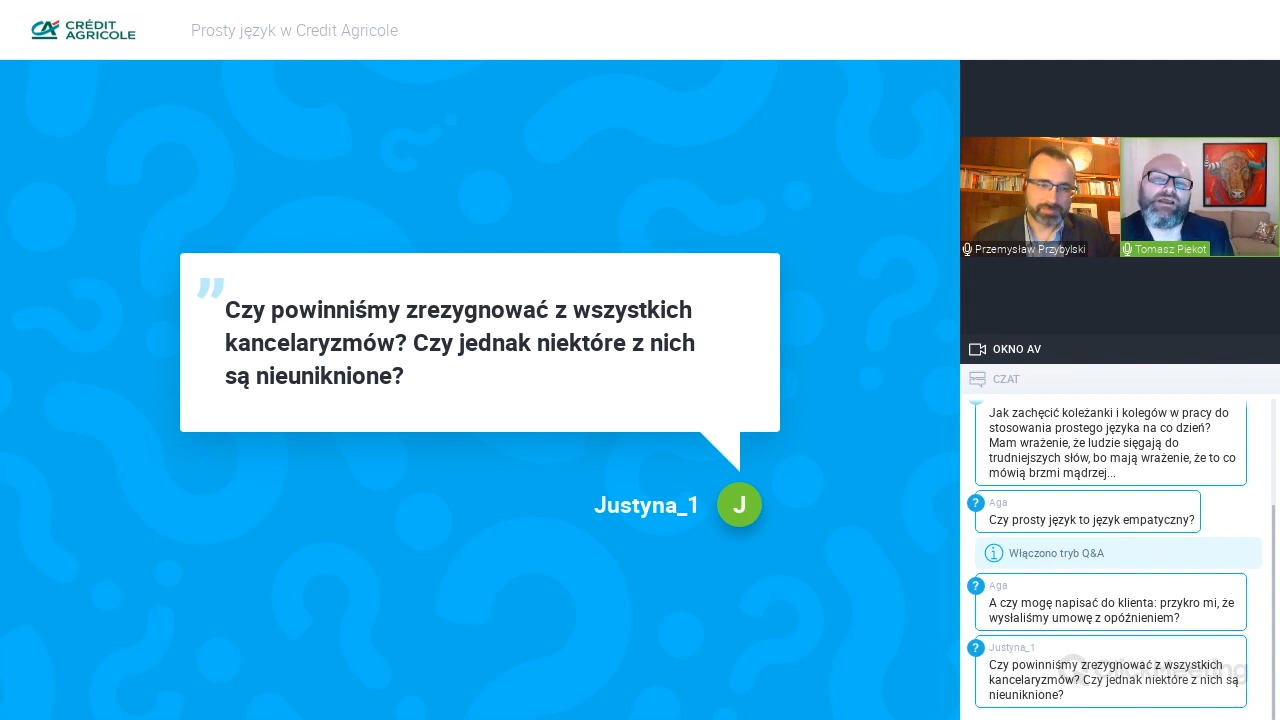 CRÉDIT
AGRICOLE
Prosty język w Credit Agricole
Czy powinniśmy zrezygnować z wszystkich
kancelaryzmów? Czy jednak niektóre z nich
są nieuniknione?
Justyna_1
J
Przemysław Przybylski
Tomasz Piekot
OKNO AV
CZAT
Jak zachęcić koleżanki i kolegów w pracy do
stosowania prostego języka na co dzień?
Mam wrażenie, że ludzie sięgają do
trudniejszych słów, bo mają wrażenie, że to co
mówią brzmi mądrzej...
?
Aga
Czy prosty język to język empatyczny?
Włączono tryb Q&A
?
Aga
A czy mogę napisać do klienta: przykro mi, że
wysłaliśmy umowę z opóźnieniem?
?
Justyna_1
Czy powinniśmy zrezygnować z wszystkich
kancelaryzmów? Czy jednak niektóre z nich są
nieuniknione?